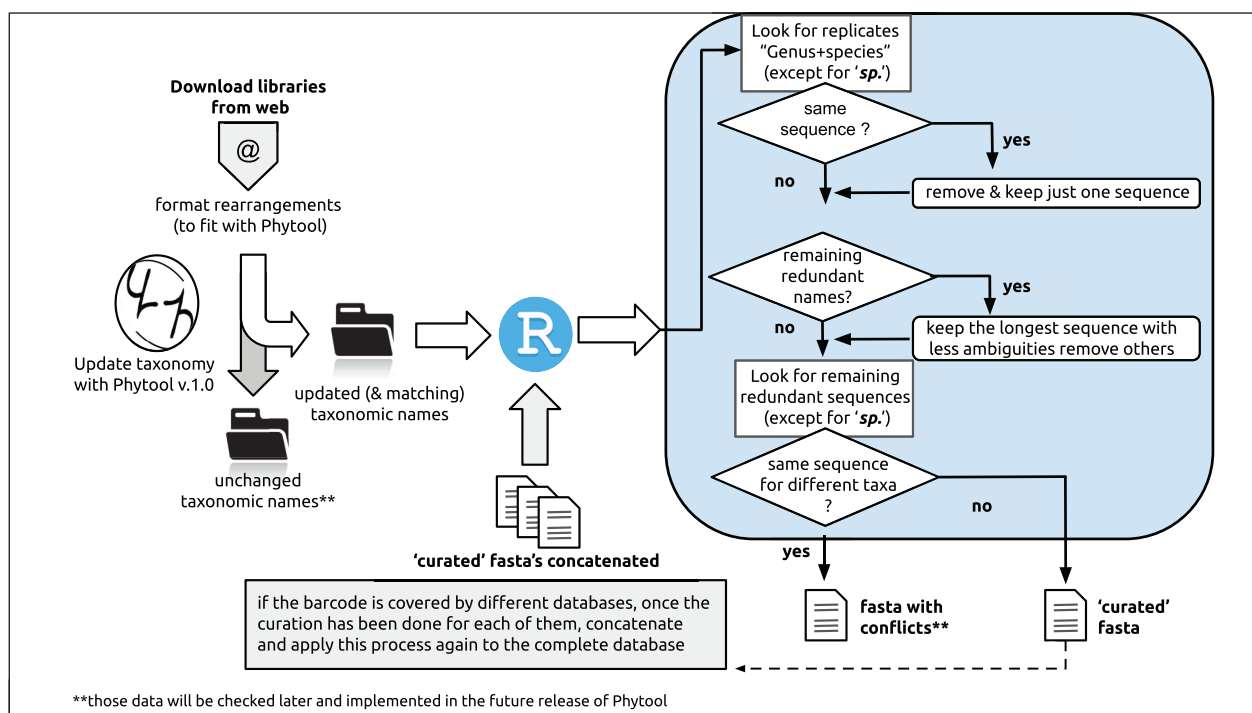 Download libraries
from web
@
format rearrangements
(to fit with Phytool)
Update taxonomy
with Phytool v.1.0
updated (& matching)
taxonomic names
unchanged
taxonomic names**
R
'curated' fasta's concatenated
if the barcode is covered by different databases, once the
curation has been done for each of them, concatenate
and apply this process again to the complete database
Look for replicates
“Genus+species”
(except for ‘sp.’)
same
sequence ?
yes
no
remove & keep just one sequence
remaining
redundant
names?
yes
no
keep the longest sequence with
less ambiguities remove others
Look for remaining
redundant sequences
(except for ‘sp.’)
same sequence
for different taxa
?
no
yes
fasta with
conflicts**
‘curated’
fasta
**those data will be checked later and implemented in the future release of Phytool